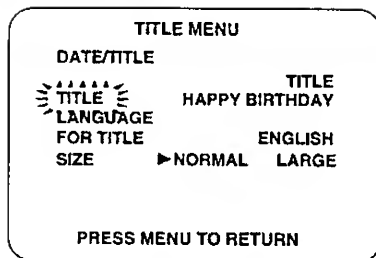 TITLE MENU
DATE/TITLE
TITLE
TITLE HAPPY BIRTHDAY
LANGUAGE
FOR TITLE ENGLISH
SIZE ►NORMAL LARGE
PRESS MENU TO RETURN